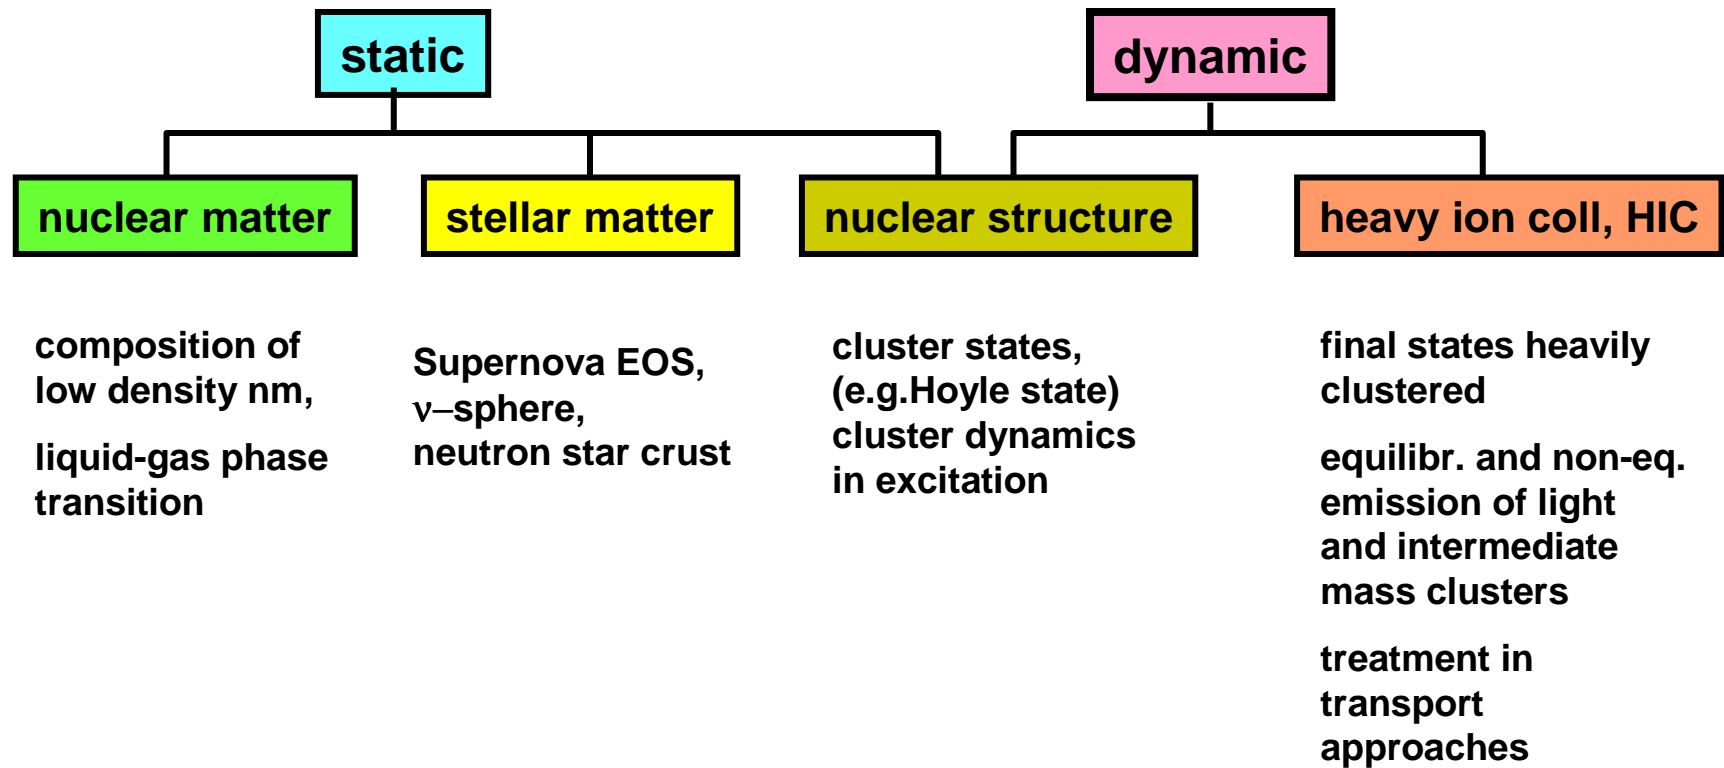 static
dynamic
nuclear matter
stellar matter
nuclear structure
heavy ion coll, HIC
composition of
low density nm,
liquid-gas phase
transition
Supernova EOS,
ν–sphere,
neutron star crust
cluster states,
(e.g.Hoyle state)
cluster dynamics
in excitation
final states heavily
clustered
equilibr. and non-eq.
emission of light
and intermediate
mass clusters
treatment in
transport
approaches